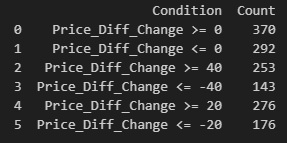 Condition Count
0 Price_Diff_Change >= 0 370
1 Price_Diff_Change <= 0 292
2 Price_Diff_Change >= 40 253
3 Price_Diff_Change <= -40 143
4 Price_Diff_Change >= 20 276
5 Price_Diff_Change <= -20 176